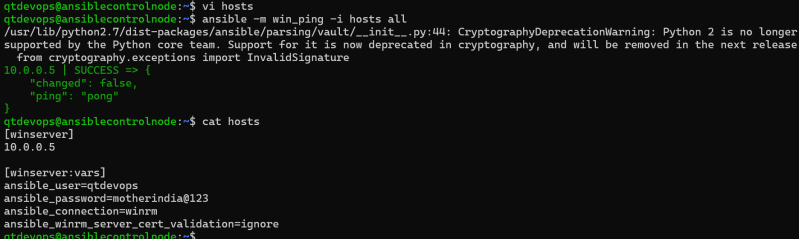 qtdevops@ansiblecontrolnode:~$ vi hosts
qtdevops@ansiblecontrolnode:~$ ansible -m win_ping -i hosts all
/usr/lib/python2.7/dist-packages/ansible/parsing/vault/__init__.py:44: CryptographyDeprecationWarning: Python 2 is no longer
supported by the Python core team. Support for it is now deprecated in cryptography, and will be removed in the next release
  from cryptography.exceptions import InvalidSignature
10.0.0.5 | SUCCESS => {
    "changed": false,
    "ping": "pong"
}
qtdevops@ansiblecontrolnode:~$ cat hosts
[winserver]
10.0.0.5

[winserver:vars]
ansible_user=qtdevops
ansible_password=motherindia@123
ansible_connection=winrm
ansible_winrm_server_cert_validation=ignore
qtdevops@ansiblecontrolnode:~$